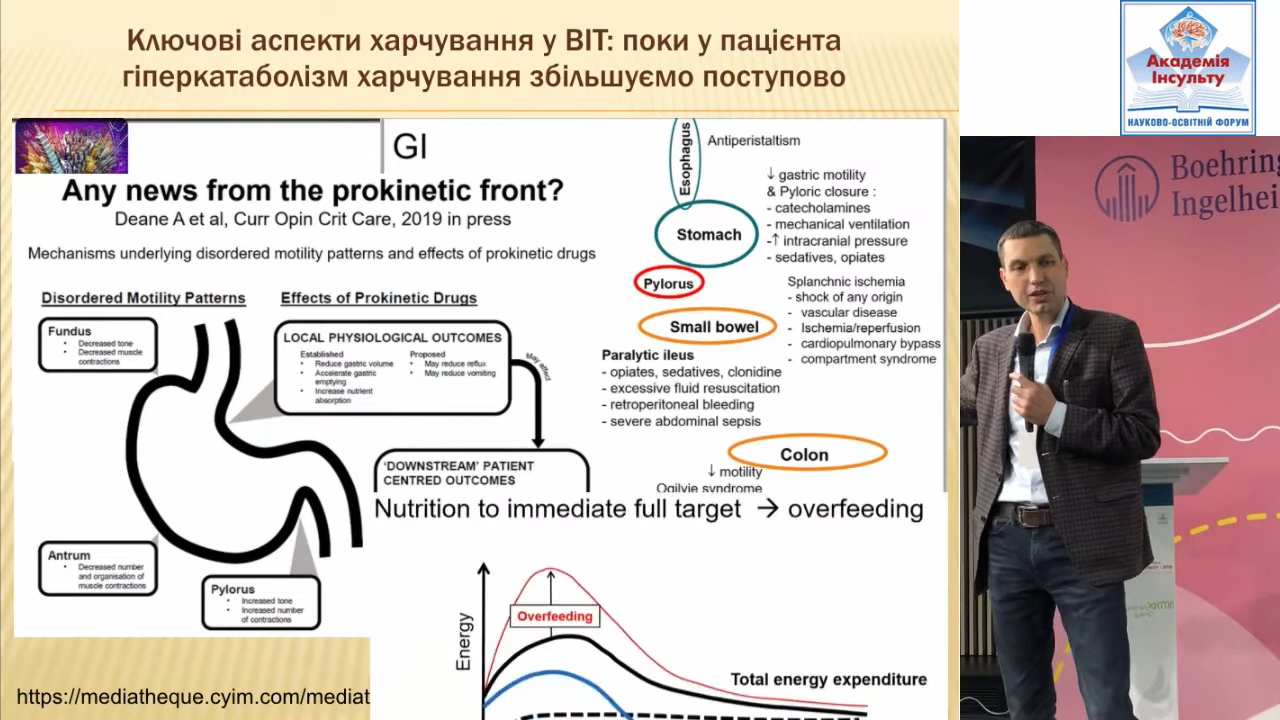 Ключові аспекти харчування у ВІТ: поки у пацієнта
гіперкатаболізм харчування збільшуємо поступово
GI
Any news from the prokinetic front?
Deane A et al, Curr Opin Crit Care, 2019 in press
Mechanisms underlying disordered motility patterns and effects of prokinetic drugs
Disordered Motility Patterns
Effects of Prokinetic Drugs
Fundus
• Decreased tone
• Decreased muscle
contractions
LOCAL PHYSIOLOGICAL OUTCOMES
Established
• Reduce gastric volume
• Accelerate gastric
emptying
• Increase nutrient
absorption
Proposed
• May reduce reflux
• May reduce vomiting
May affect
'DOWNSTREAM' PATIENT
CENTRED OUTCOMES
Antrum
• Decreased number
and organisation of
muscle contractions
Pylorus
• Increased tone
• Increased number
of contractions
Esophagus
Antiperistaltism
Stomach
↓ gastric motility
& Pyloric closure :
- catecholamines
- mechanical ventilation
-↑ intracranial pressure
- sedatives, opiates
Pylorus
Small bowel
Splanchnic ischemia
- shock of any origin
- vascular disease
- Ischemia/reperfusion
- cardiopulmonary bypass
- compartment syndrome
Paralytic ileus
- opiates, sedatives, clonidine
- excessive fluid resuscitation
- retroperitoneal bleeding
- severe abdominal sepsis
Colon
↓ motility
Ogilvie syndrome
Nutrition to immediate full target → overfeeding
Energy
Overfeeding
Total energy expenditure
https://mediatheque.cyim.com/mediat
Академія
Інсульту
НАУКОВО-ОСВІТНІЙ ФОРУМ
Boehring
Ingelhei